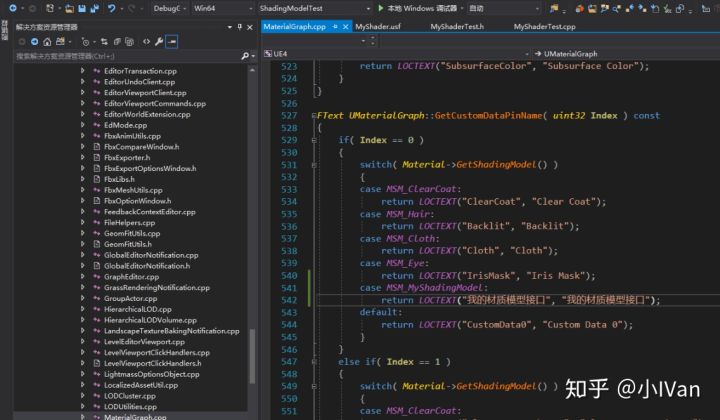 DebugG
Win64
ShadingModelTest
本地 Windows 调试器
自动
解决方案资源管理器
搜索解决方案资源管理器(Ctrl+;)
EditorTransaction.cpp
EditorUndoClient.cpp
EditorViewportClient.cpp
EditorViewportCommands.cpp
EditorWorldExtension.cpp
EdMode.cpp
FbxAnimUtils.cpp
FbxCompareWindow.h
FbxExporter.h
FbxExportOptionsWindow.h
FbxLibs.h
FbxMeshUtils.cpp
FbxOptionWindow.h
FeedbackContextEditor.cpp
FileHelpers.cpp
GeomFitUtils.cpp
GeomFitUtils.h
GlobalEditorNotification.cpp
GlobalEditorNotification.h
GraphEditor.cpp
GrassRenderingNotification.cpp
GroupActor.cpp
HierarchicalLOD.cpp
HierarchicalLODVolume.cpp
LandscapeTextureBakingNotification.cpp
LevelEditorViewport.cpp
LevelViewportClickHandlers.cpp
LevelViewportClickHandlers.h
LightmassOptionsObject.cpp
LocalizedAssetUtil.cpp
LODCluster.cpp
LODUtilities.cpp
MaterialGraph.cpp
MaterialGraph.cpp
MyShader.usf
MyShaderTest.h
MyShaderTest.cpp
UE4
UMaterialGraph
523 return LOCTEXT("SubsurfaceColor", "Subsurface Color");
524 }
525 }
526
527 FText UMaterialGraph::GetCustomDataPinName( uint32 Index ) const
528 {
529 if( Index == 0 )
530 {
531 switch( Material->GetShadingModel() )
532 {
533 case MSM_ClearCoat:
534 return LOCTEXT("ClearCoat", "Clear Coat");
535 case MSM_Hair:
536 return LOCTEXT("Backlit", "Backlit");
537 case MSM_Cloth:
538 return LOCTEXT("Cloth", "Cloth");
539 case MSM_Eye:
540 return LOCTEXT("IrisMask", "Iris Mask");
541 case MSM_MyShadingModel:
542 return LOCTEXT("我的材质模型接口", "我的材质模型接口");
543 default:
544 return LOCTEXT("CustomData0", "Custom Data 0");
545 }
546 }
547 else if( Index == 1 )
548 {
549 switch( Material->GetShadingModel() )
550 {
551 case MSM_ClearCoat:
知乎 @小IVan